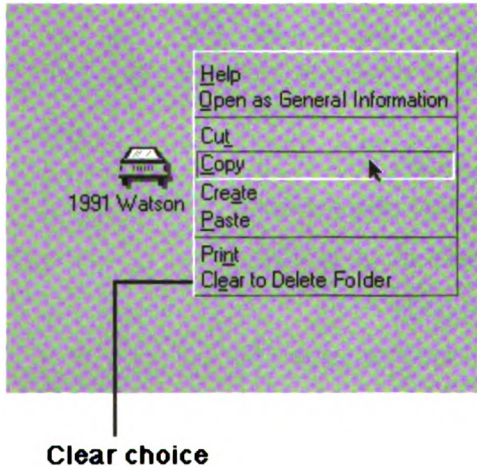 Help
Open as General Information
Cut
Copy
1991 Watson
Create
Paste
Print
Clear to Delete Folder
Clear choice